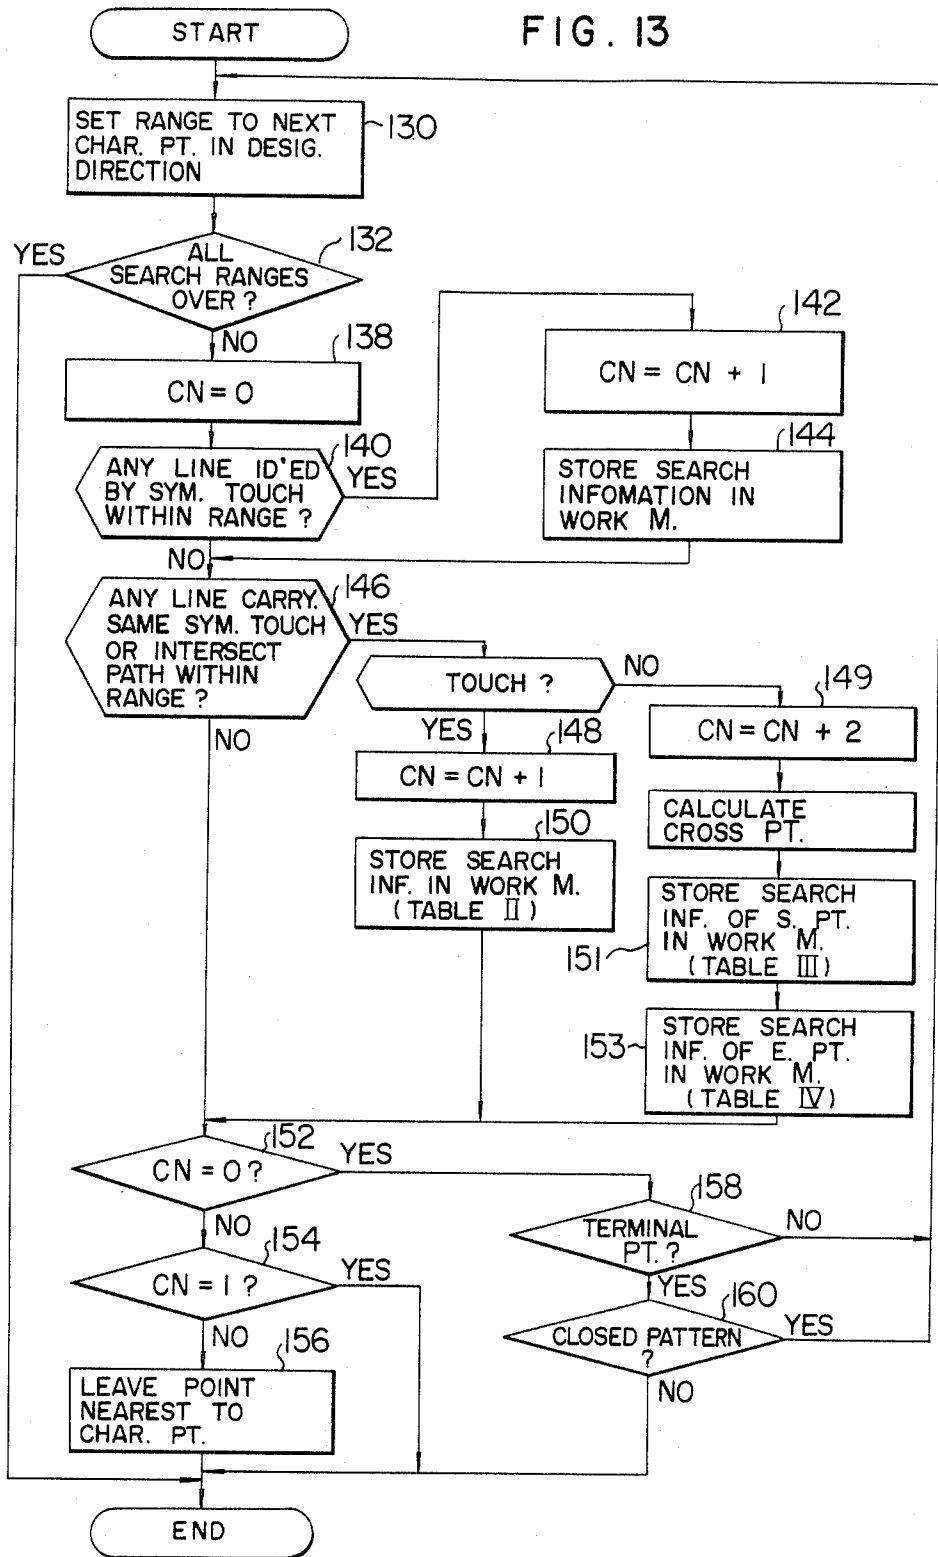 START
FIG. 13
SET RANGE TO NEXT
CHAR. PT. IN DESIG.
DIRECTION
130
YES
ALL
SEARCH RANGES
OVER ?
132
NO
138
CN = 0
142
CN = CN + 1
140
ANY LINE ID'ED
BY SYM. TOUCH
WITHIN RANGE ?
YES
144
STORE SEARCH
INFOMATION IN
WORK M.
NO
146
ANY LINE CARRY.
SAME SYM. TOUCH
OR INTERSECT
PATH WITHIN
RANGE ?
YES
NO
TOUCH ?
NO
YES
149
CN = CN + 2
148
CN = CN + 1
CALCULATE
CROSS PT.
150
STORE SEARCH
INF. IN WORK M.
(TABLE II)
STORE SEARCH
INF. OF S. PT.
IN WORK M.
(TABLE III)
151
STORE SEARCH
INF. OF E. PT.
IN WORK M.
(TABLE IV)
153
152
CN = 0 ?
YES
NO
158
TERMINAL
PT. ?
NO
YES
154
CN = 1 ?
YES
NO
160
CLOSED PATTERN
?
YES
NO
156
LEAVE POINT
NEAREST TO
CHAR. PT.
END